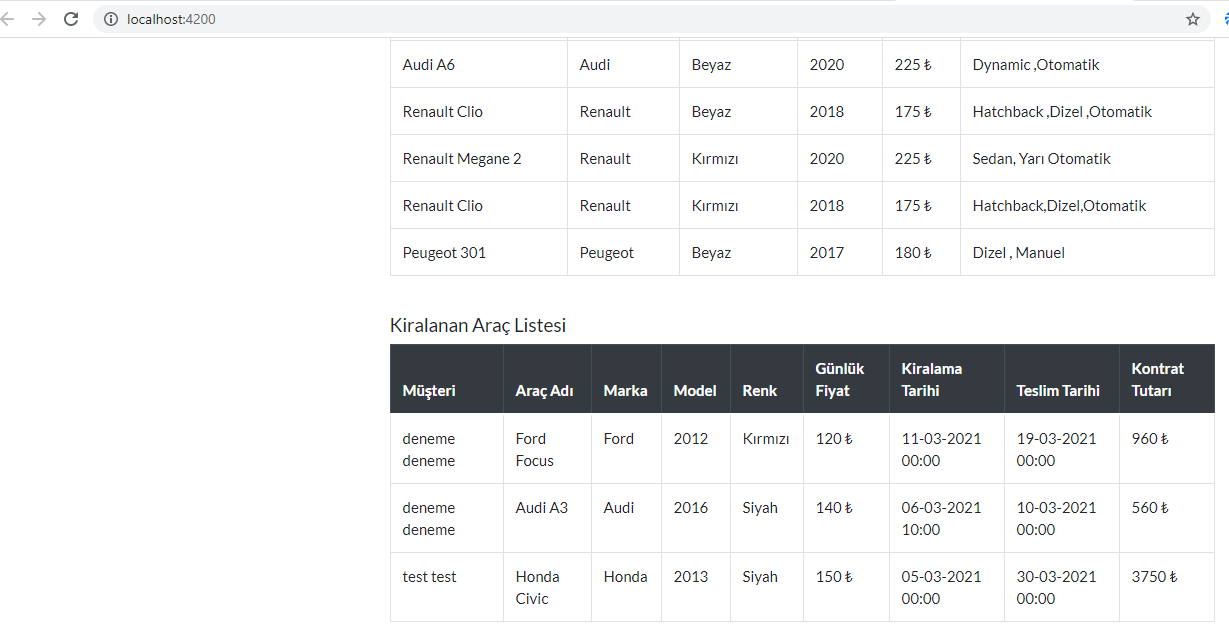 localhost:4200
Audi A6 Audi Beyaz 2020 225 ₺ Dynamic ,Otomatik
Renault Clio Renault Beyaz 2018 175 ₺ Hatchback ,Dizel ,Otomatik
Renault Megane 2 Renault Kırmızı 2020 225 ₺ Sedan, Yarı Otomatik
Renault Clio Renault Kırmızı 2018 175 ₺ Hatchback,Dizel,Otomatik
Peugeot 301 Peugeot Beyaz 2017 180 ₺ Dizel , Manuel
Kiralanan Araç Listesi
Müşteri Araç Adı Marka Model Renk Günlük Fiyat Kiralama Tarihi Teslim Tarihi Kontrat Tutarı
deneme deneme Ford Focus Ford 2012 Kırmızı 120 ₺ 11-03-2021 00:00 19-03-2021 00:00 960 ₺
deneme deneme Audi A3 Audi 2016 Siyah 140 ₺ 06-03-2021 10:00 10-03-2021 00:00 560 ₺
test test Honda Civic Honda 2013 Siyah 150 ₺ 05-03-2021 00:00 30-03-2021 00:00 3750 ₺